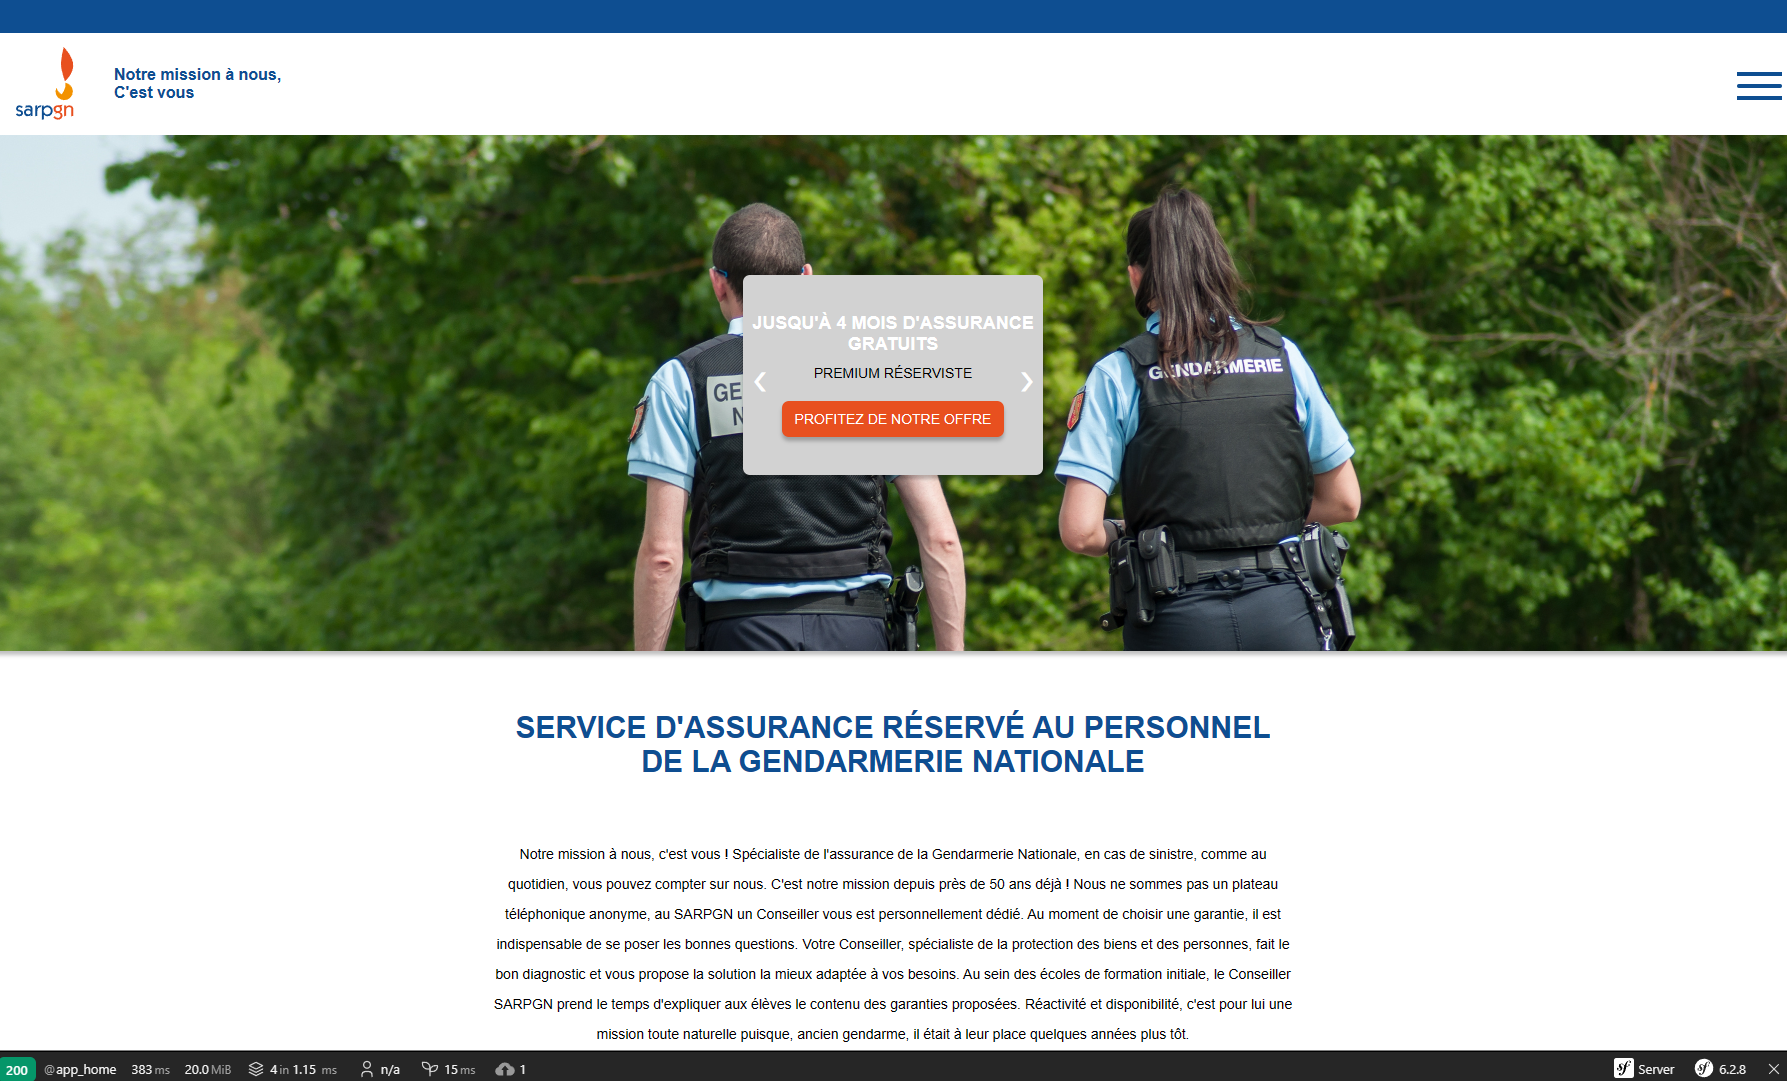 sarpgn
Notre mission à nous,
C'est vous
JUSQU'À 4 MOIS D'ASSURANCE
GRATUITS
PREMIUM RÉSERVISTE
❮
❯
PROFITEZ DE NOTRE OFFRE
GE
N
GENDARMERIE
SERVICE D'ASSURANCE RÉSERVÉ AU PERSONNEL
DE LA GENDARMERIE NATIONALE
Notre mission à nous, c'est vous ! Spécialiste de l'assurance de la Gendarmerie Nationale, en cas de sinistre, comme au
quotidien, vous pouvez compter sur nous. C'est notre mission depuis près de 50 ans déjà ! Nous ne sommes pas un plateau
téléphonique anonyme, au SARPGN un Conseiller vous est personnellement dédié. Au moment de choisir une garantie, il est
indispensable de se poser les bonnes questions. Votre Conseiller, spécialiste de la protection des biens et des personnes, fait le
bon diagnostic et vous propose la solution la mieux adaptée à vos besoins. Au sein des écoles de formation initiale, le Conseiller
SARPGN prend le temps d'expliquer aux élèves le contenu des garanties proposées. Réactivité et disponibilité, c'est pour lui une
mission toute naturelle puisque, ancien gendarme, il était à leur place quelques années plus tôt.
200 @app_home 383 ms 20.0 MiB 4 in 1.15 ms n/a 15 ms 1 sf Server sf 6.2.8